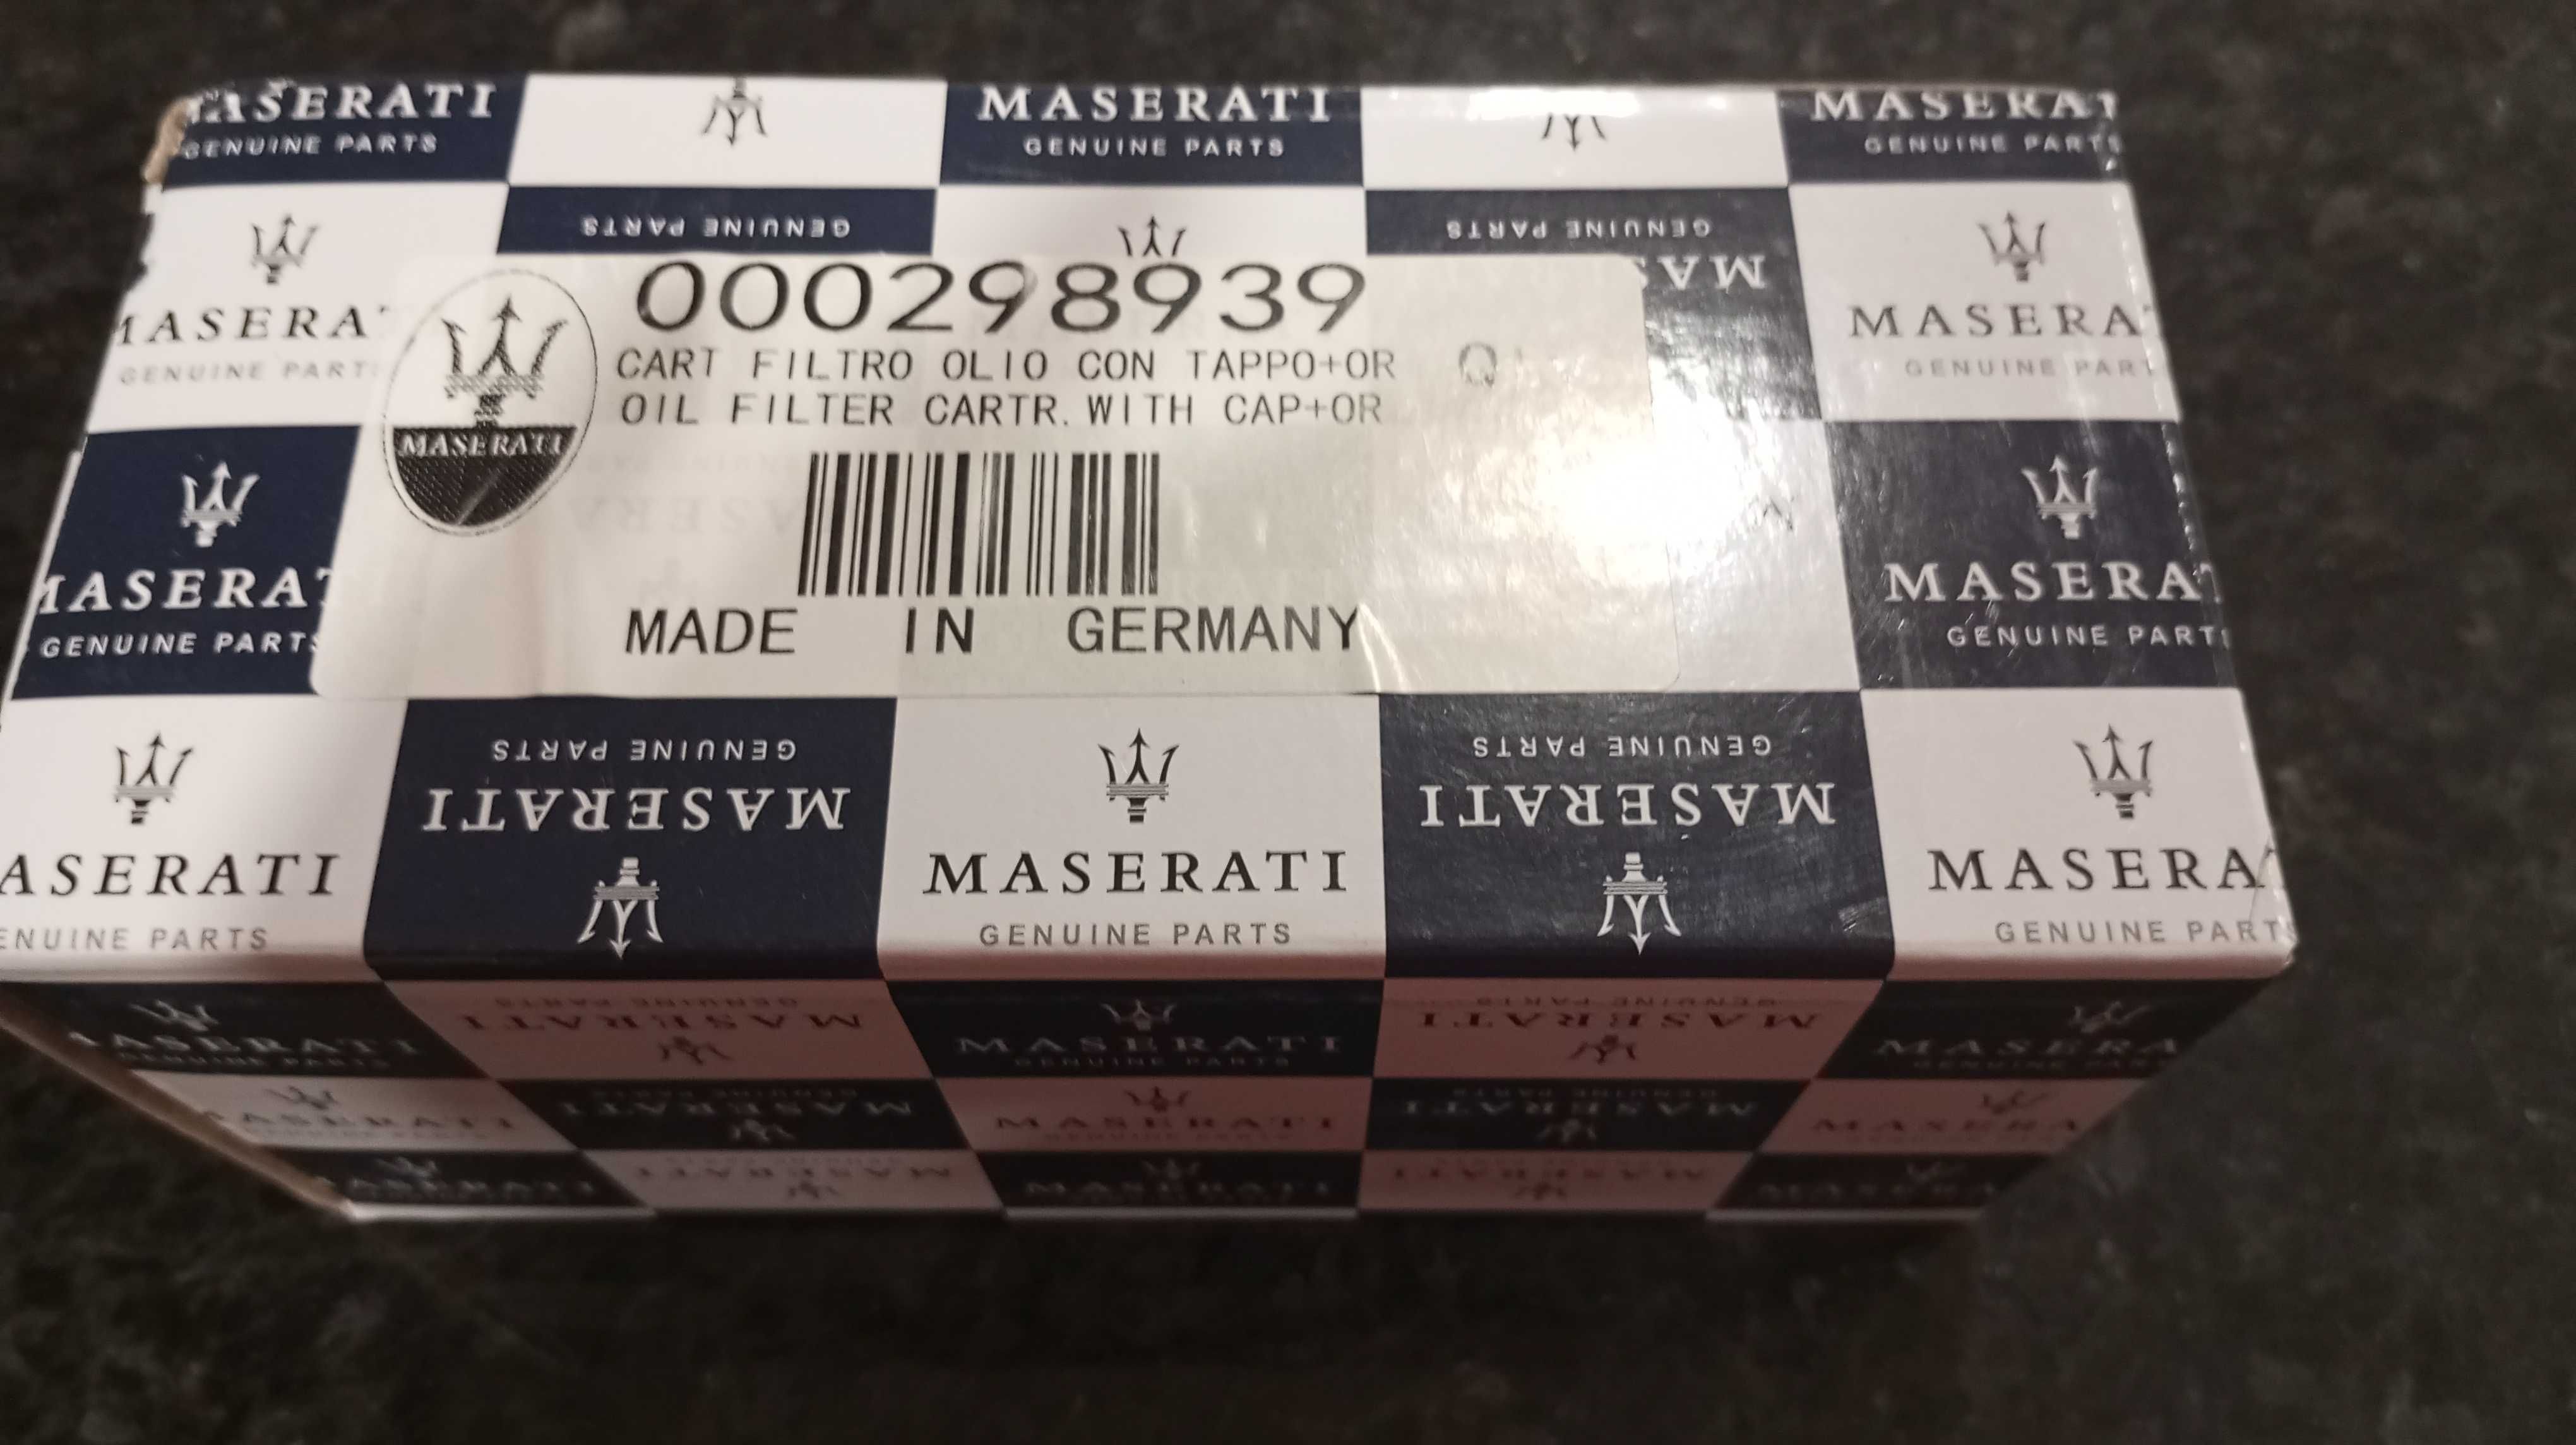 MASERATI
GENUINE PARTS
MASERATI
GENUINE PARTS
GENUINE PARTS
GENUINE PARTS
GENUINE PARTS
000298939
CART FILTRO OLIO CON TAPPO+OR
Q
OIL FILTER CARTR. WITH CAP+OR
MASERATI
MADE IN GERMANY
GENUINE PARTS
MASERATI
GENUINE PARTS
MASERATI
MASERATI
GENUINE PARTS
GENUINE PARTS
MASERATI
MASERATI
MASERATI
MASERATI
GENUINE PARTS
MASERATI
MASERATI
MASERATI
MASERATI